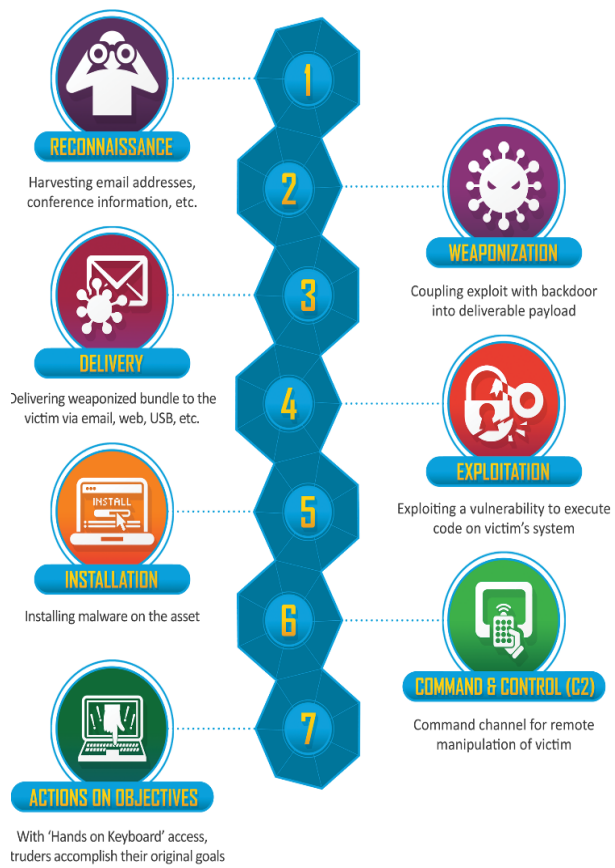 1
RECONNAISSANCE
Harvesting email addresses,
conference information, etc.
2
WEAPONIZATION
Coupling exploit with backdoor
into deliverable payload
3
DELIVERY
Delivering weaponized bundle to the
victim via email, web, USB, etc.
4
EXPLOITATION
Exploiting a vulnerability to execute
code on victim's system
5
INSTALL
INSTALLATION
Installing malware on the asset
6
COMMAND & CONTROL (C2)
Command channel for remote
manipulation of victim
7
ACTIONS ON OBJECTIVES
With ‘Hands on Keyboard’ access,
truders accomplish their original goals